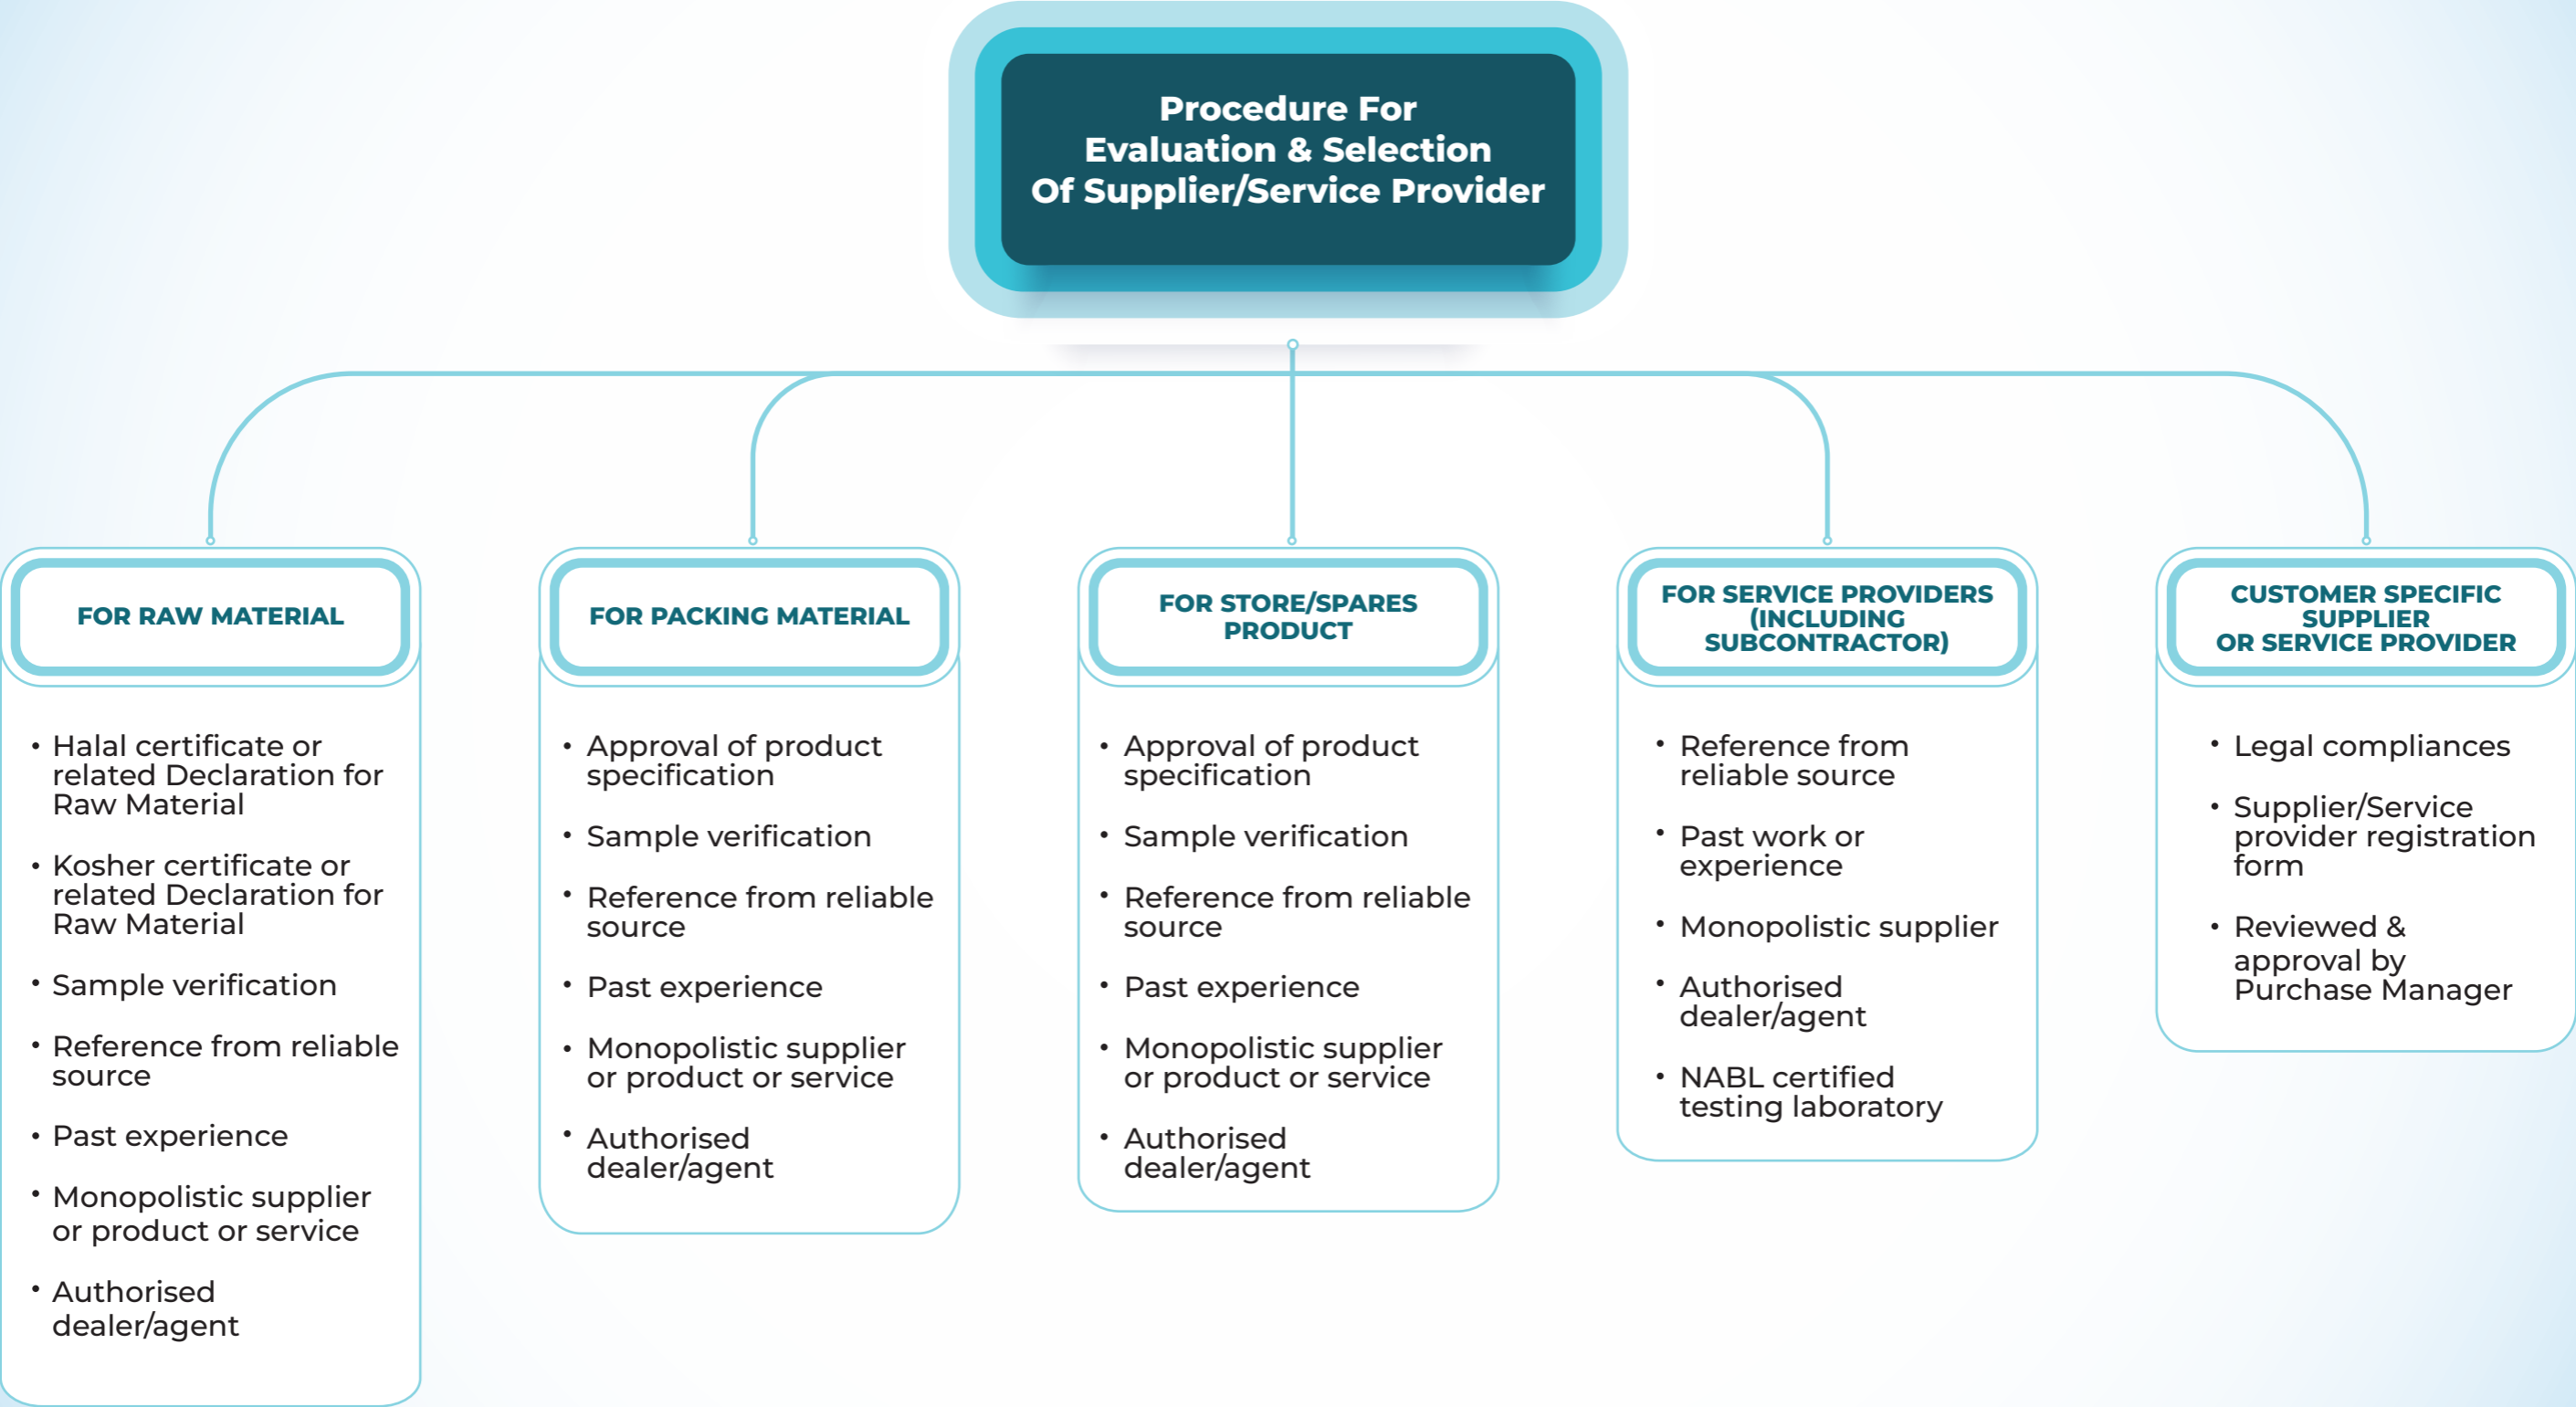 Procedure For
Evaluation & Selection
Of Supplier/Service Provider
FOR RAW MATERIAL
• Halal certificate or
related Declaration for
Raw Material
• Kosher certificate or
related Declaration for
Raw Material
• Sample verification
• Reference from reliable
source
• Past experience
• Monopolistic supplier
or product or service
• Authorised
dealer/agent
FOR PACKING MATERIAL
• Approval of product
specification
• Sample verification
• Reference from reliable
source
• Past experience
• Monopolistic supplier
or product or service
• Authorised
dealer/agent
FOR STORE/SPARES
PRODUCT
• Approval of product
specification
• Sample verification
• Reference from reliable
source
• Past experience
• Monopolistic supplier
or product or service
• Authorised
dealer/agent
FOR SERVICE PROVIDERS
(INCLUDING
SUBCONTRACTOR)
• Reference from
reliable source
• Past work or
experience
• Monopolistic supplier
• Authorised
dealer/agent
• NABL certified
testing laboratory
CUSTOMER SPECIFIC
SUPPLIER
OR SERVICE PROVIDER
• Legal compliances
• Supplier/Service
provider registration
form
• Reviewed &
approval by
Purchase Manager